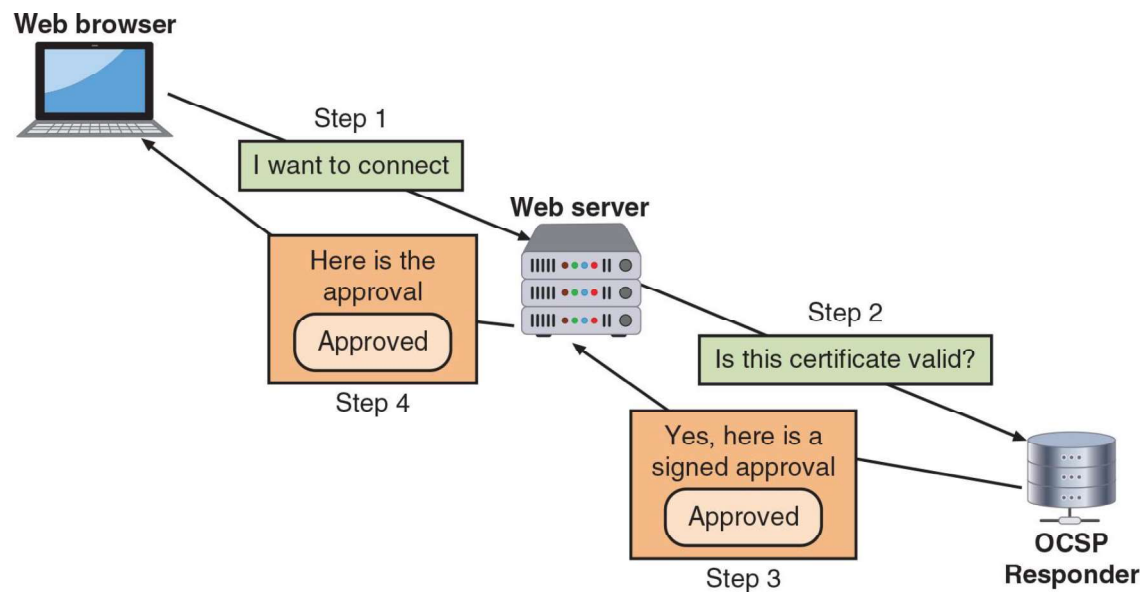 Web browser
Step 1
I want to connect
Web server
Here is the
approval
Approved
Step 4
Step 2
Is this certificate valid?
Yes, here is a
signed approval
Approved
Step 3
OCSP
Responder